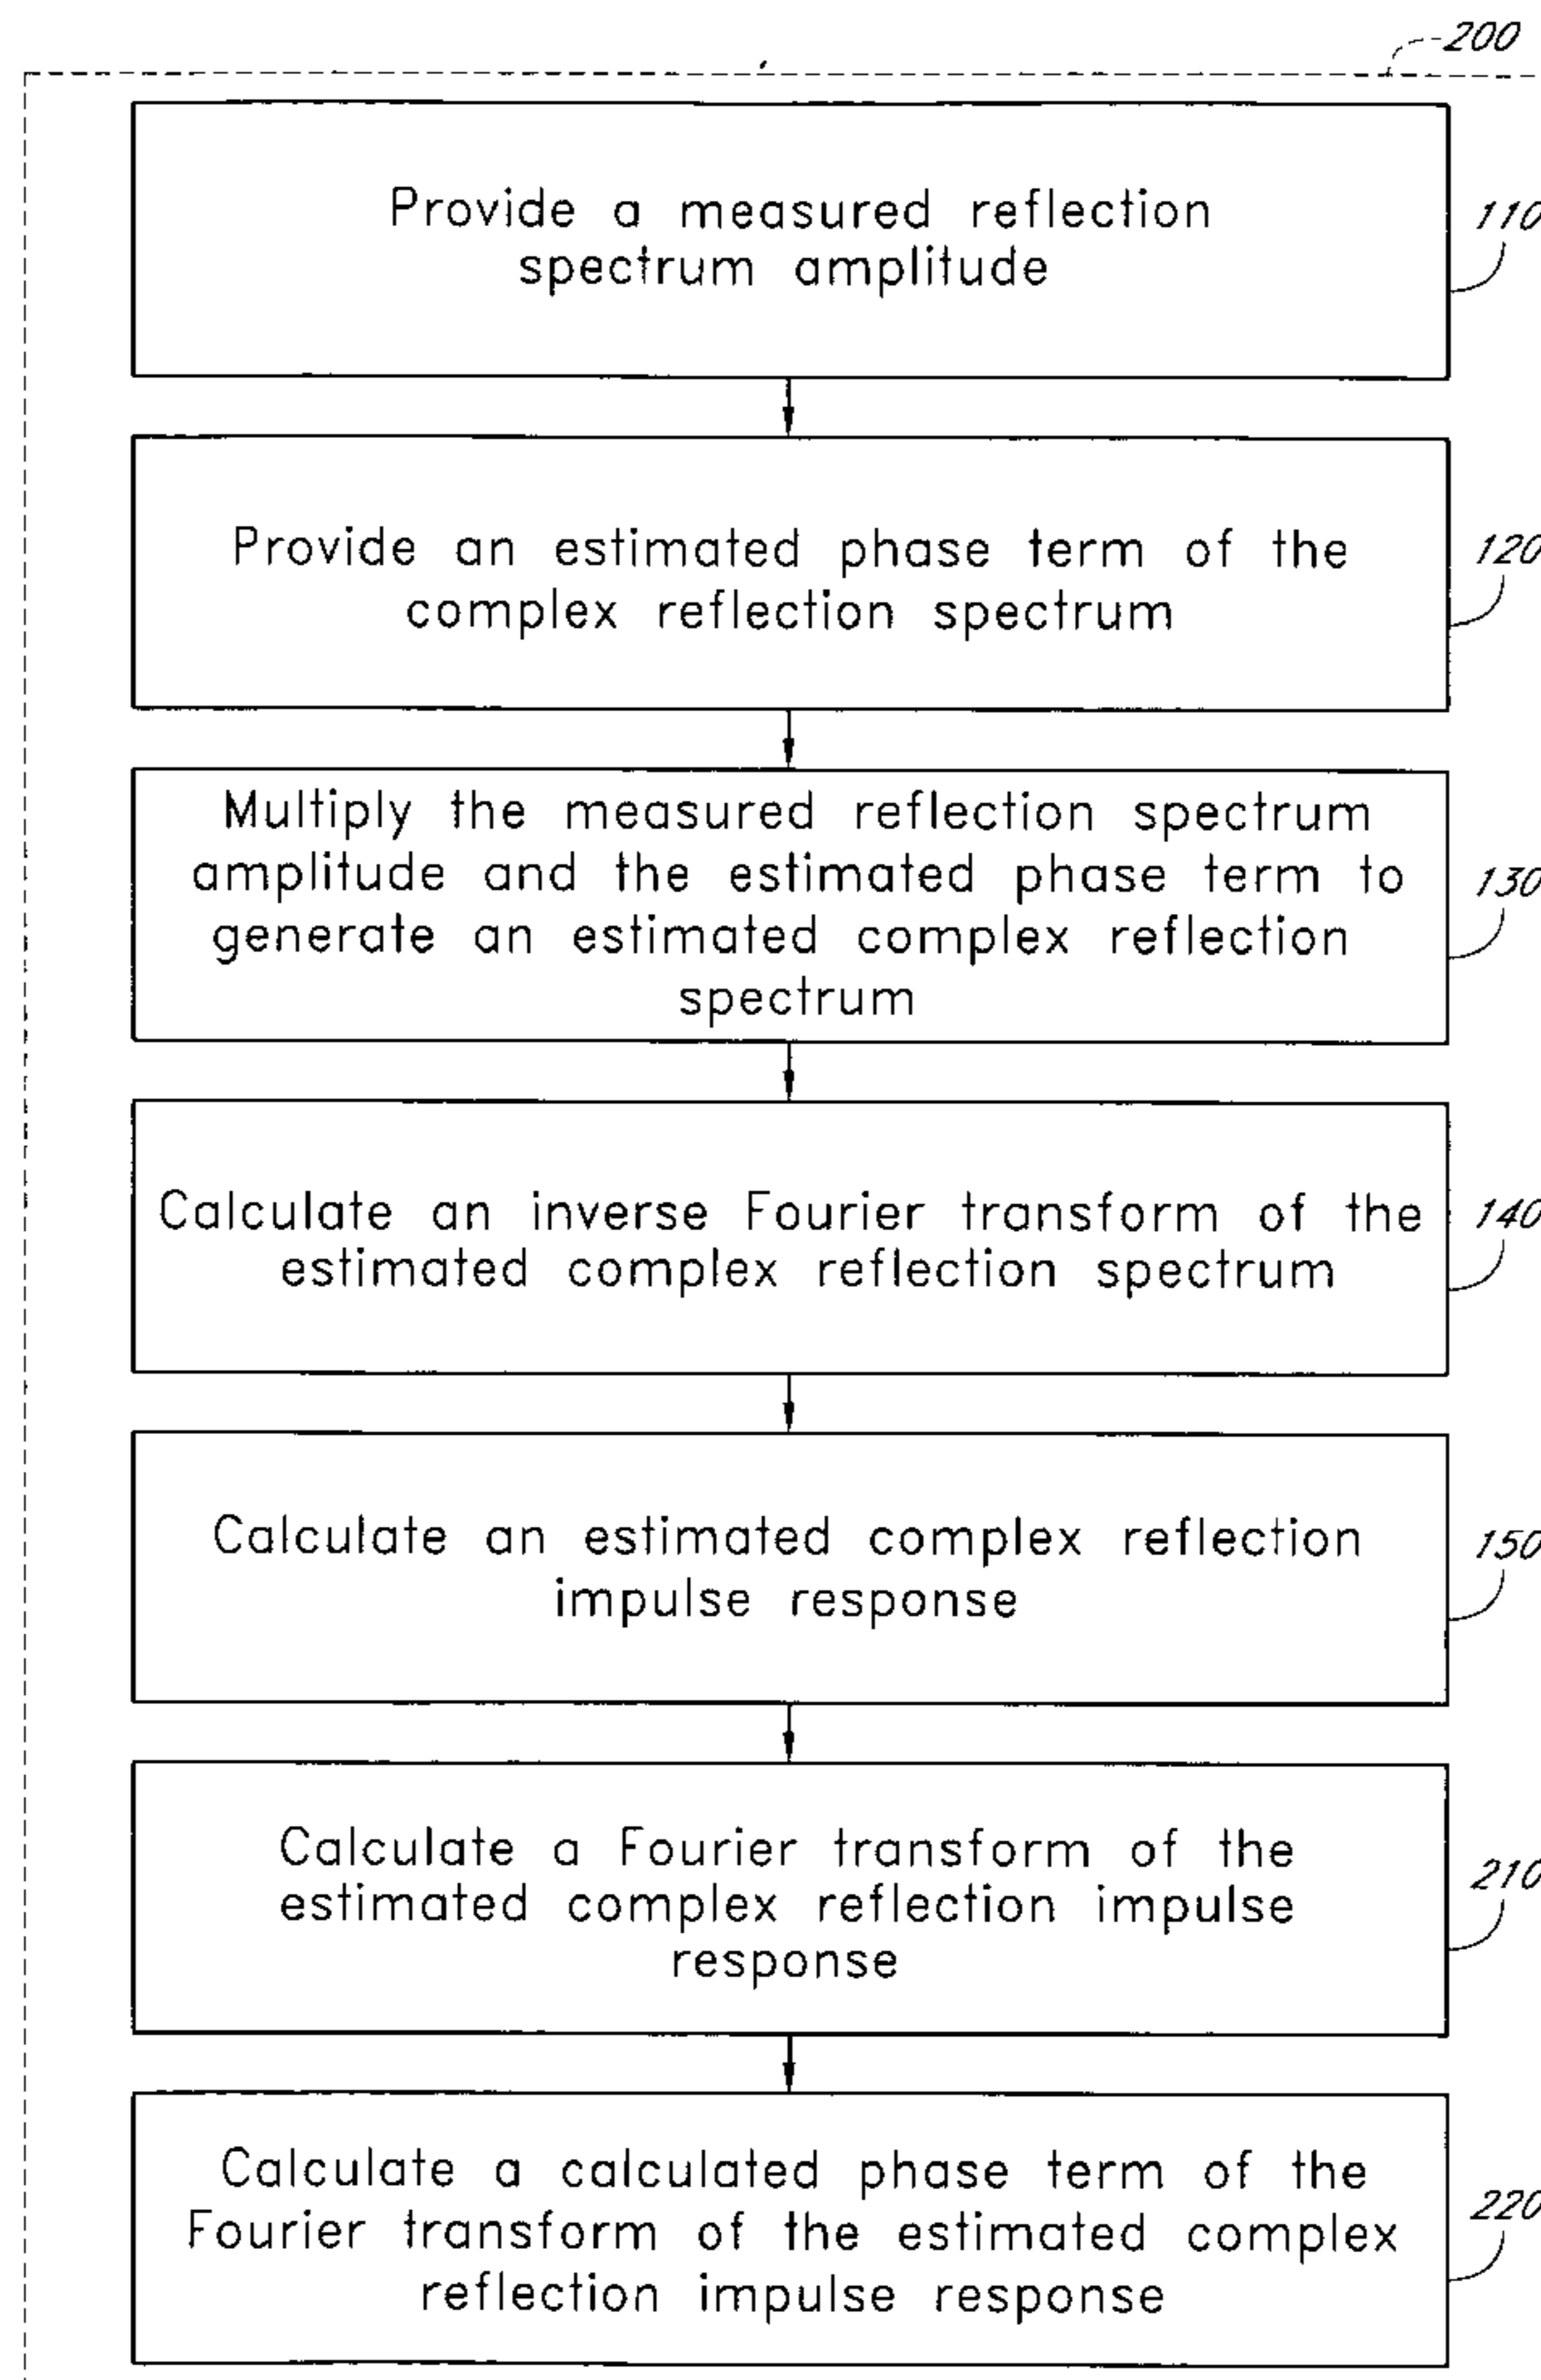 200
Provide a measured reflection
spectrum amplitude
110
Provide an estimated phase term of the
complex reflection spectrum
120
Multiply the measured reflection spectrum
amplitude and the estimated phase term to
generate an estimated complex reflection
spectrum
130
Calculate an inverse Fourier transform of the
estimated complex reflection spectrum
140
Calculate an estimated complex reflection
impulse response
150
Calculate a Fourier transform of the
estimated complex reflection impulse
response
210
Calculate a calculated phase term of the
Fourier transform of the estimated complex
reflection impulse response
220